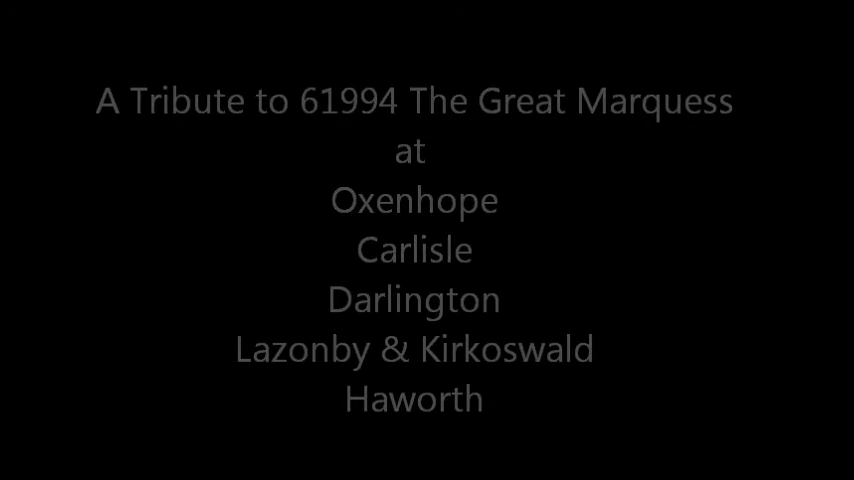 A Tribute to 61994 The Great Marquess
at
Oxenhope
Carlisle
Darlington
Lazonby & Kirkoswald
Haworth